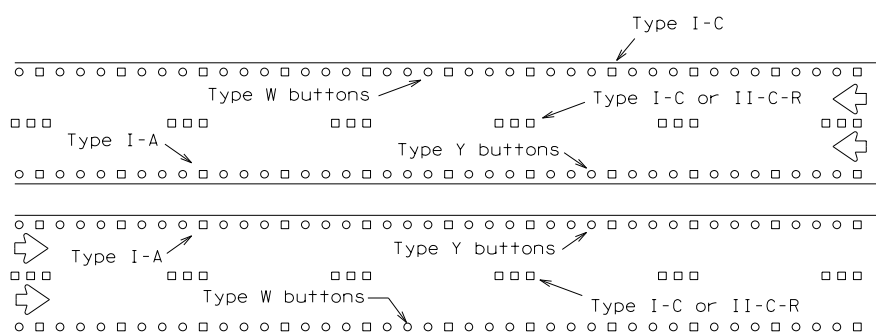 Type I-C
Type W buttons
Type I-C or II-C-R
Type I-A
Type Y buttons
Type I-A
Type Y buttons
Type W buttons
Type I-C or II-C-R